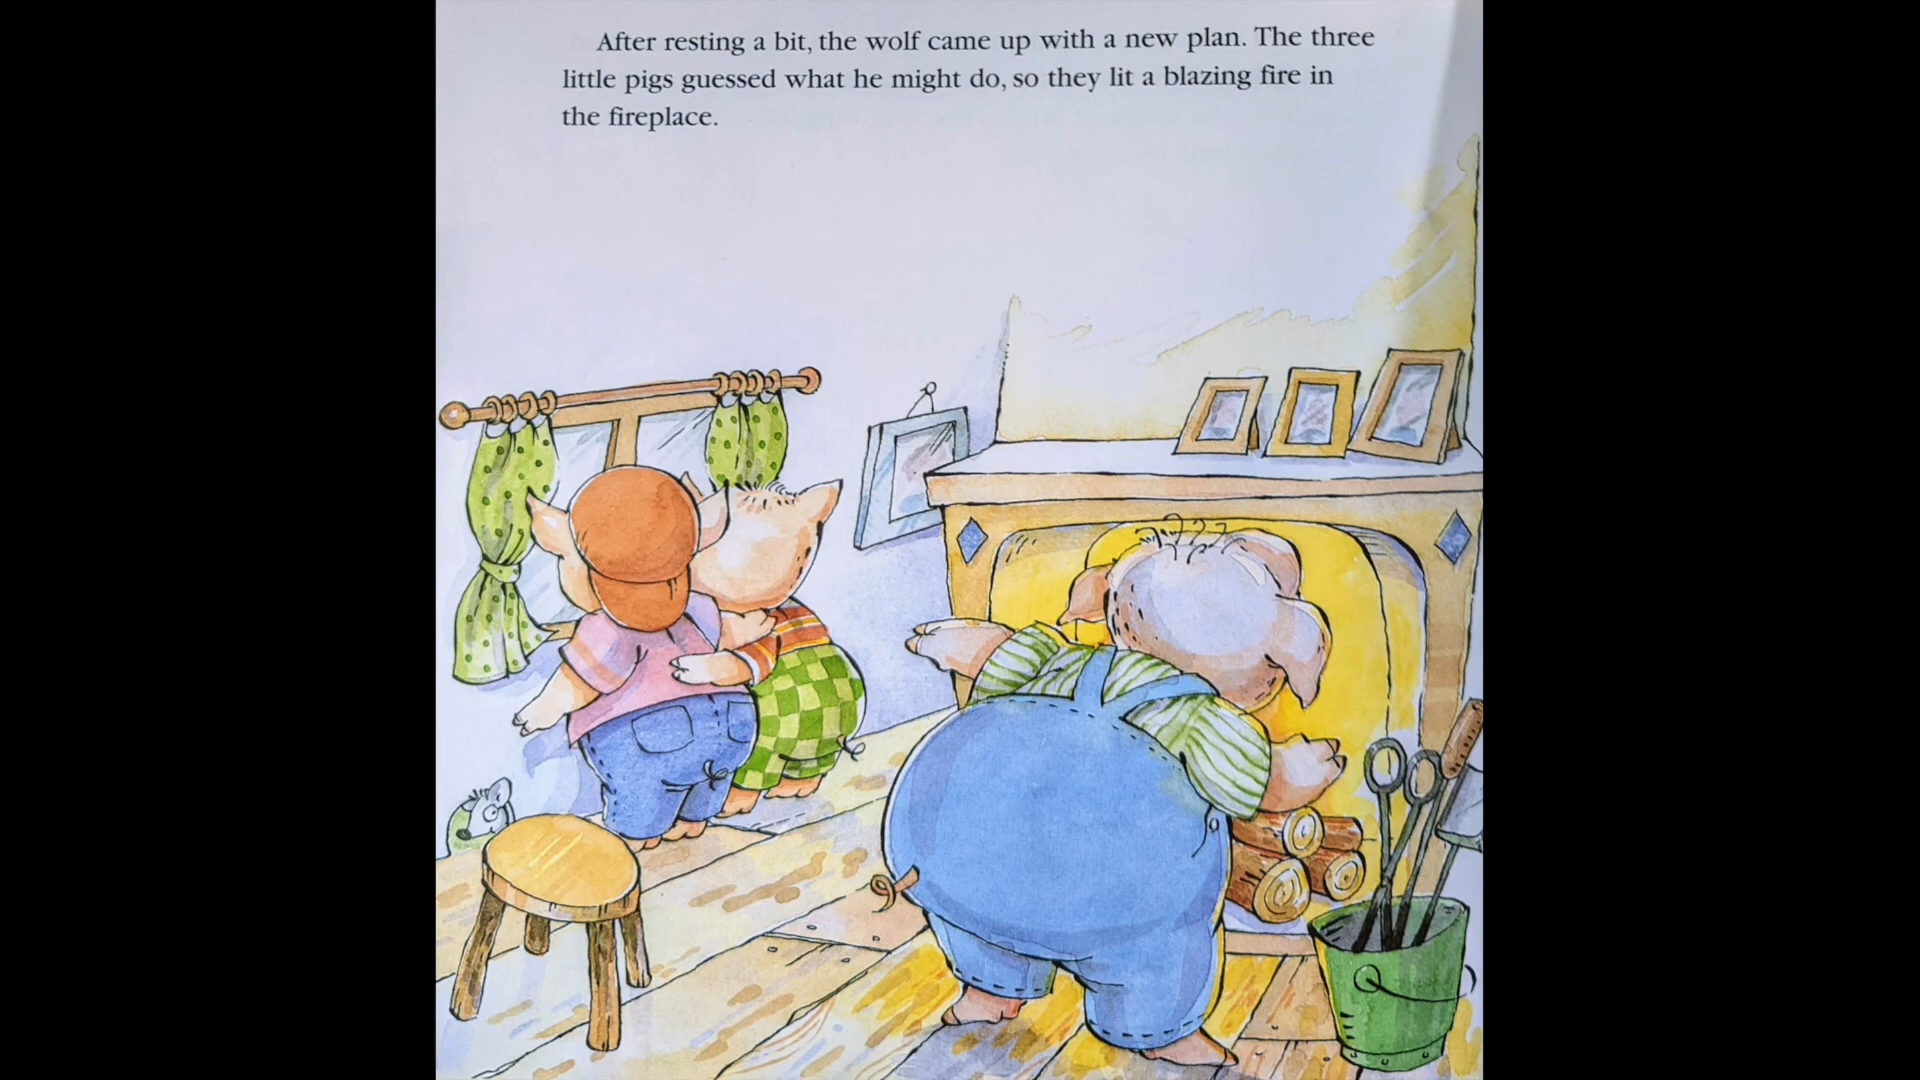 After resting a bit, the wolf came up with a new plan. The three
little pigs guessed what he might do, so they lit a blazing fire in
the fireplace.